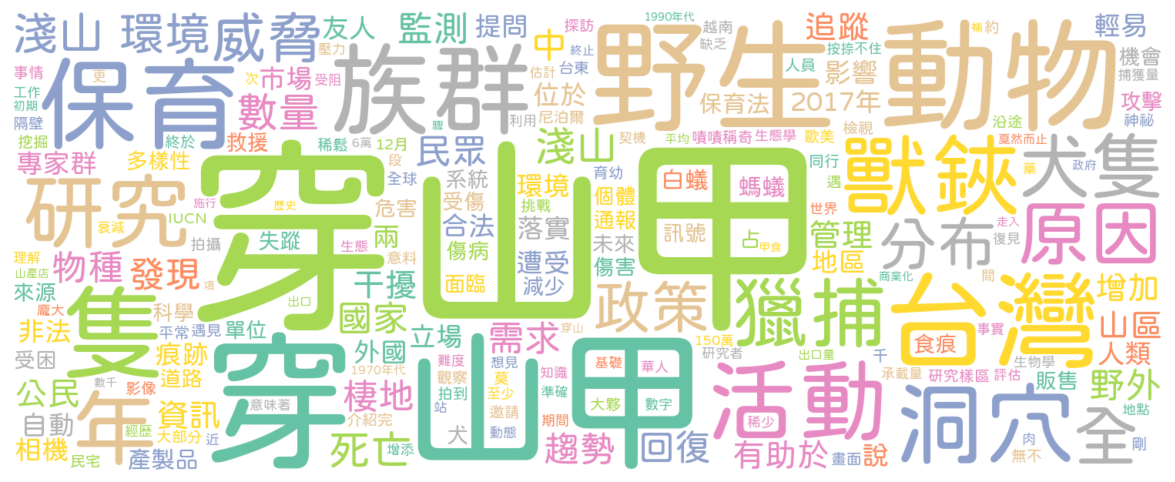 淺山
環境
威脅
友人
監測
提問
1990年代
探訪
越南
追蹤
補
約
輕易
壓力
中
終止
缺乏
按捺不住
保育
族群
野生
動物
事情
更
次
市場
受阻
估計
台東
人員
影響
機會
捕獲量
工作
初期
數量
位於
保育法
2017年
攻擊
隔壁
尼泊爾
利用
沿途
神祕
挖掘
終於
救援
稀鬆
6萬
12月
驟
契機
平均
嘖嘖稱奇
生態學
歐美
檢視
戛然而止
專家群
多樣性
段
民眾
淺山
育幼
同行
獸鋏
犬隻
藥
政府
研究
穿山甲
全球
系統
環境
白蟻
螞蟻
遇
施行
歷史
危害
受傷
挑戰
個體
世界
走入
原因
IUCN
衰減
拍攝
失蹤
兩
合法
落實
通報
訊號
占
管理
分布
復見
理解
生態
傷病
未來
甲食
山產店
物種
發現
項
意料
面臨
遭受
傷害
地區
商業化
間
來源
干擾
減少
龐大
隻
出口
政策
獵捕
台灣
增加
非法
科學
國家
平常
遇見
單位
穿山甲
立場
需求
穿山
150萬
山區
受困
痕跡
外國
難度
想見
基礎
華人
研究者
出口量
食痕
事實
人類
道路
1970年代
觀察
莫
知識
千
生物學
公民
數千
影像
棲地
拍到
至少
準確
活動
承載量
研究樣區
評估
販售
野外
年
資訊
意味著
介紹完
站
邀請
大夥
數字
洞穴
全
地點
自動
經歷
大部分
近
犬
動態
期間
稀少
肉
剛
相機
民宅
產製品
死亡
增添
趨勢
回復
有助於
畫面
說
無不